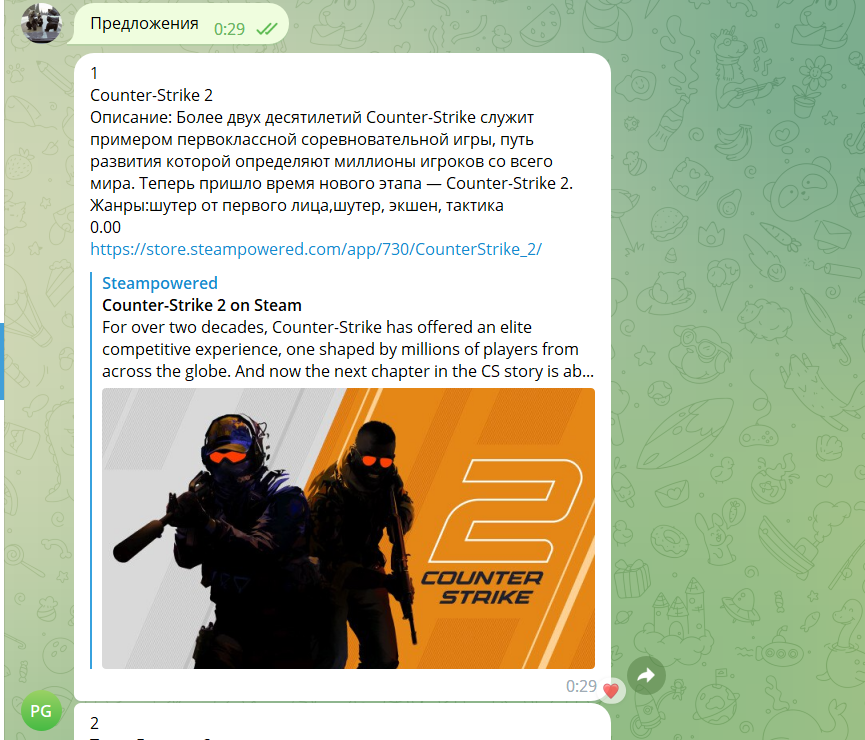 Предложения 0:29
1
Counter-Strike 2
Описание: Более двух десятилетий Counter-Strike служит
примером первоклассной соревновательной игры, путь
развития которой определяют миллионы игроков со всего
мира. Теперь пришло время нового этапа — Counter-Strike 2.
Жанры:шутер от первого лица,шутер, экшен, тактика
0.00
https://store.steampowered.com/app/730/CounterStrike_2/
Steampowered
Counter-Strike 2 on Steam
For over two decades, Counter-Strike has offered an elite
competitive experience, one shaped by millions of players from
across the globe. And now the next chapter in the CS story is ab...
2
COUNTER
STRIKE
0:29
PG
2